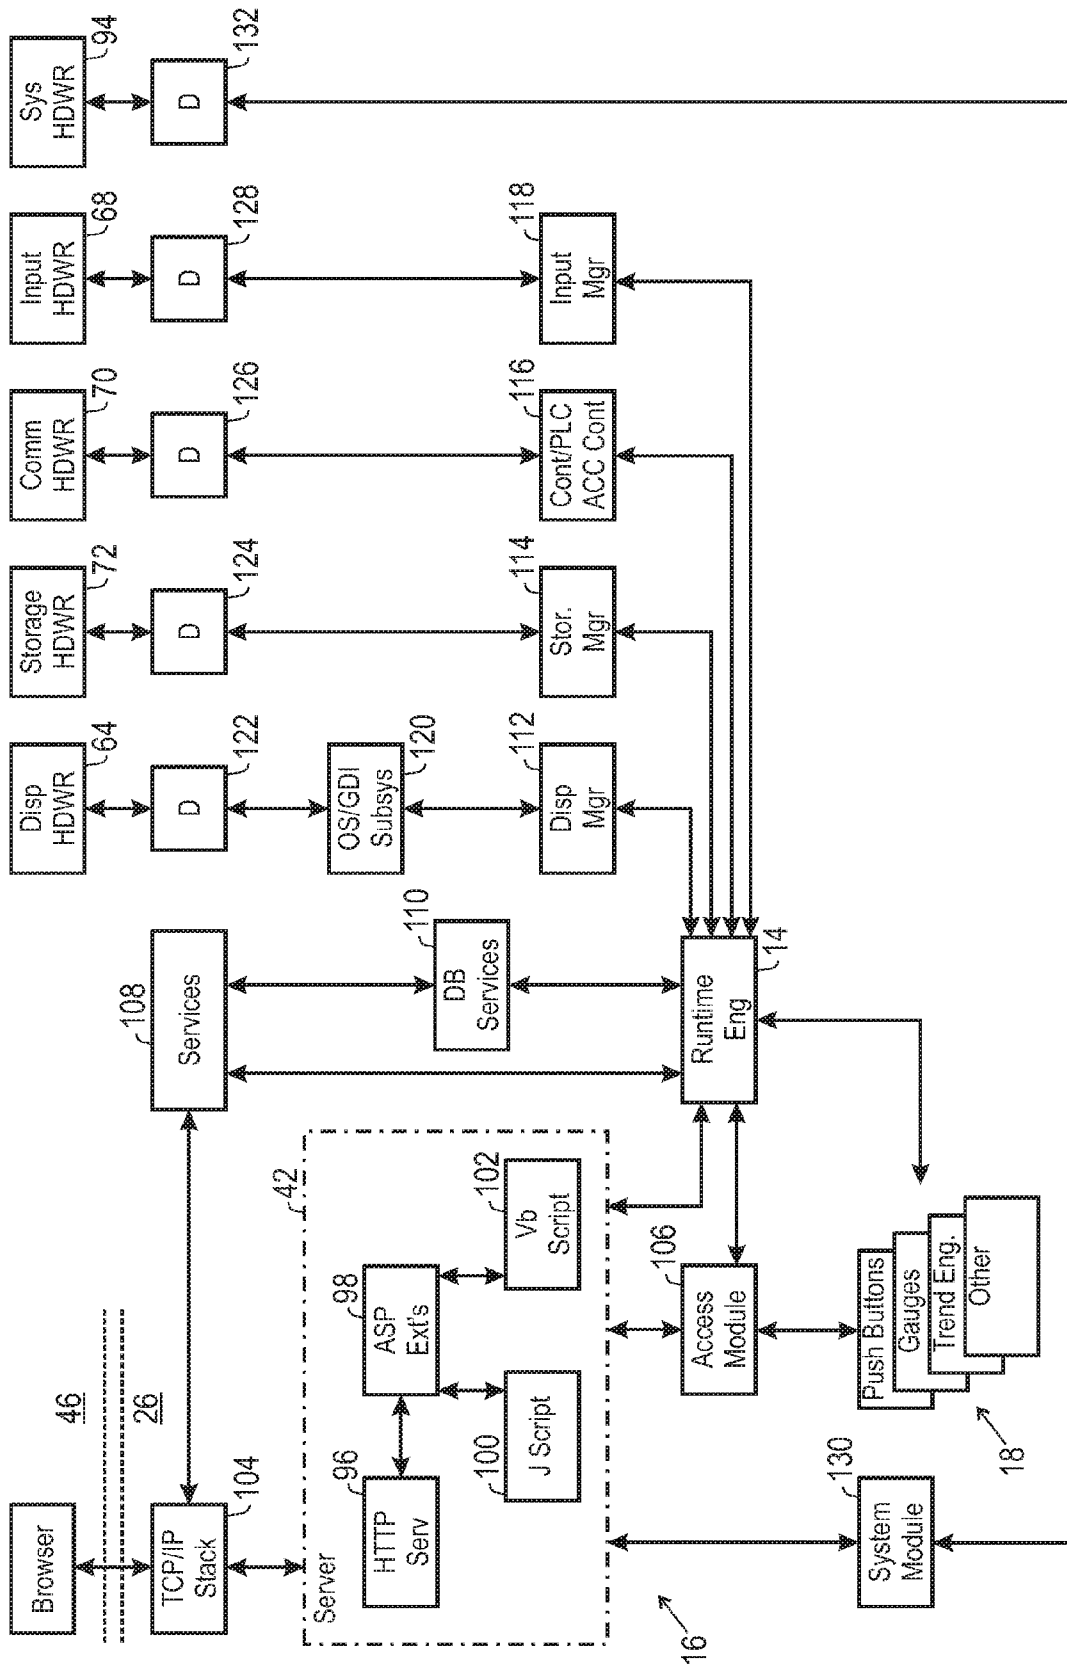 46
26
Browser
TCP/IP
Stack
104
Services
108
Disp
HDWR
64
Storage
HDWR
72
Comm
HDWR
70
Input
HDWR
68
Sys
HDWR
94
D
122
D
124
D
126
D
128
D
132
Server
42
HTTP
Serv
96
ASP
Ext's
98
J Script
100
Vb
Script
102
OS/GDI
Subsys
120
DB
Services
110
Disp
Mgr
112
Stor.
Mgr
114
Cont/PLC
ACC Cont
116
Input
Mgr
118
Access
Module
106
Runtime
Eng
14
16
System
Module
130
Push Buttons
Gauges
Trend Eng.
Other
18